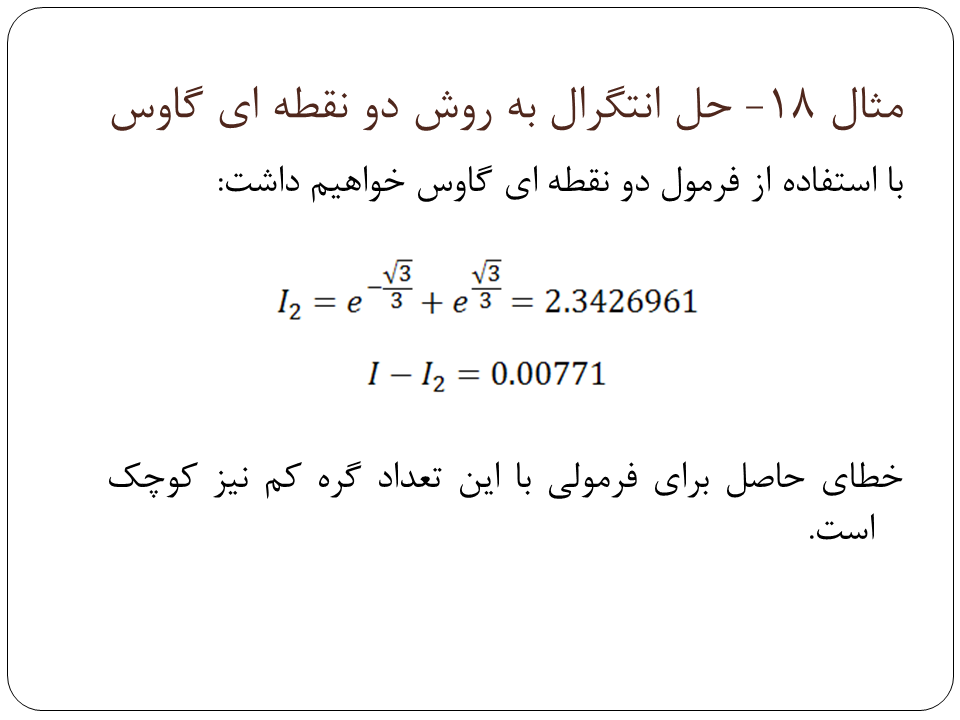 مثال ۱۸- حل انتگرال به روش دو نقطه ای گاوس
با استفاده از فرمول دو نقطه ای گاوس خواهیم داشت:
$I_2 = e^{-\frac{\sqrt{3}}{3}} + e^{\frac{\sqrt{3}}{3}} = 2.3426961$
$I - I_2 = 0.00771$
خطای حاصل برای فرمولی با این تعداد گره کم نیز کوچک
است.